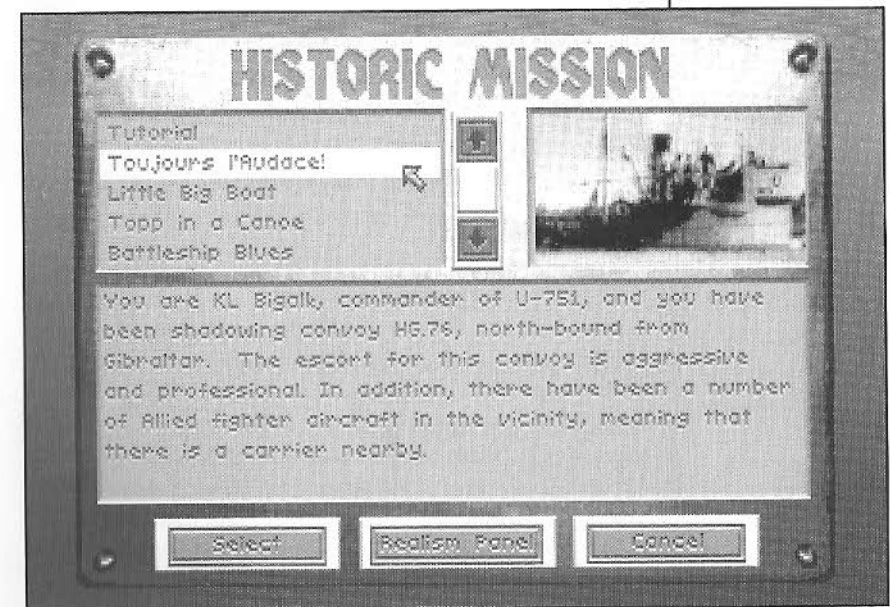 HISTORIC MISSION
Tutorial
Toujours l'Audace!
Little Big Boat
Topp in a Canoe
Battleship Blues
You are KL Bigalk, commander of U-751, and you have
been shadowing convoy HG.76, north-bound from
Gibraltar. The escort for this convoy is aggressive
and professional. In addition, there have been a number
of Allied fighter aircraft in the vicinity, meaning that
there is a carrier nearby.
Select
Realism Panel
Cancel